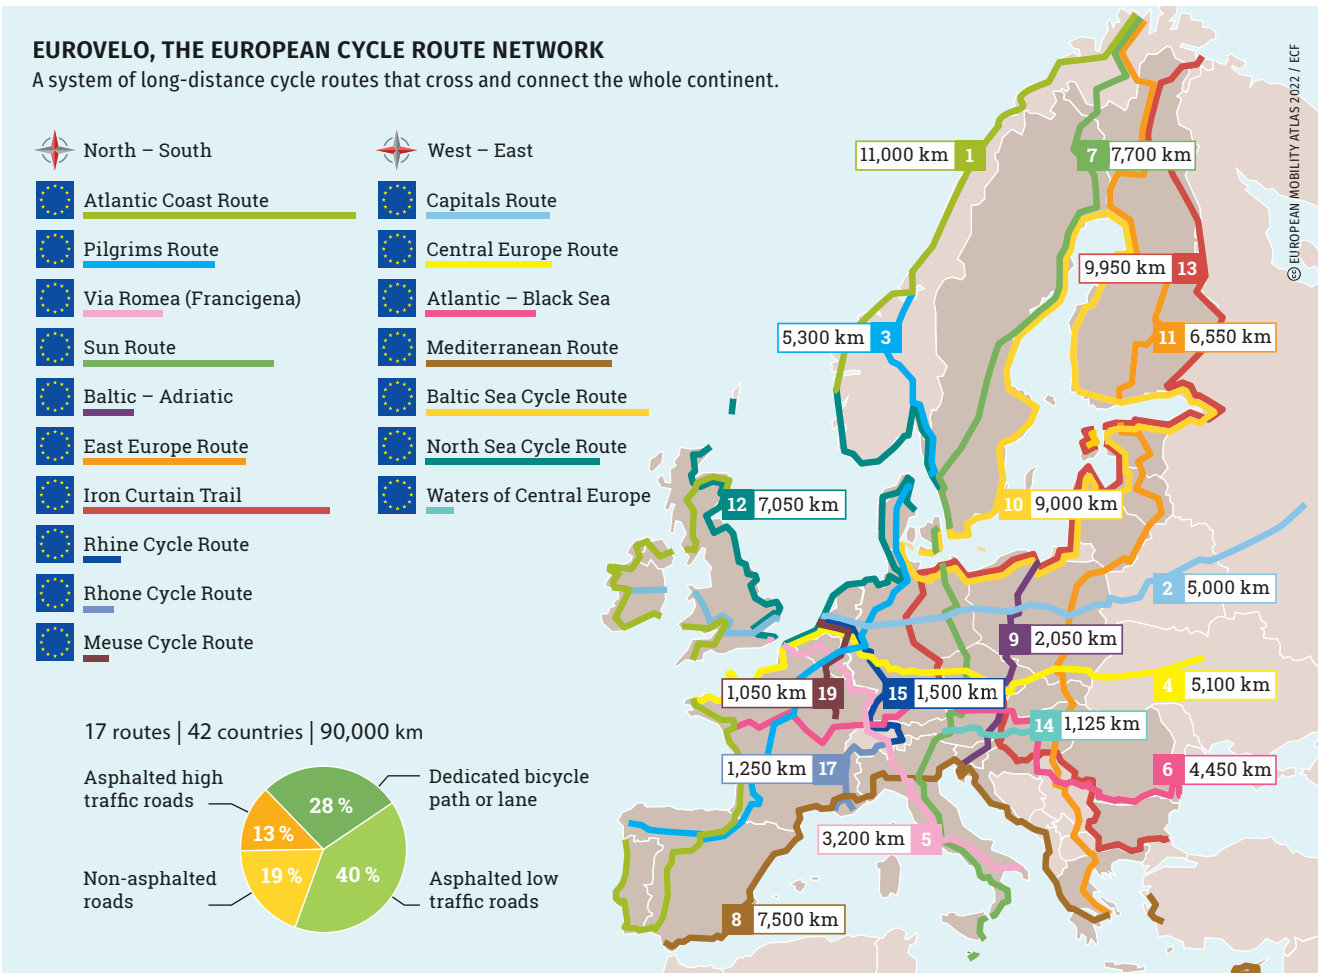 EUROVELO, THE EUROPEAN CYCLE ROUTE NETWORK
A system of long-distance cycle routes that cross and connect the whole continent.
North – South
Atlantic Coast Route
Pilgrims Route
Via Romea (Francigena)
Sun Route
Baltic – Adriatic
East Europe Route
Iron Curtain Trail
Rhine Cycle Route
Rhone Cycle Route
Meuse Cycle Route
West – East
Capitals Route
Central Europe Route
Atlantic – Black Sea
Mediterranean Route
Baltic Sea Cycle Route
North Sea Cycle Route
Waters of Central Europe
17 routes | 42 countries | 90,000 km
Asphalted high
traffic roads
13 %
28 %
Dedicated bicycle
path or lane
Non-asphalted
roads
19 %
40 %
Asphalted low
traffic roads
11,000 km 1
7 7,700 km
9,950 km 13
5,300 km 3
11 6,550 km
12 7,050 km
10 9,000 km
2 5,000 km
9 2,050 km
4 5,100 km
1,050 km 19
15 1,500 km
14 1,125 km
1,250 km 17
6 4,450 km
3,200 km 5
8 7,500 km
cc EUROPEAN MOBILITY ATLAS 2022 / ECF